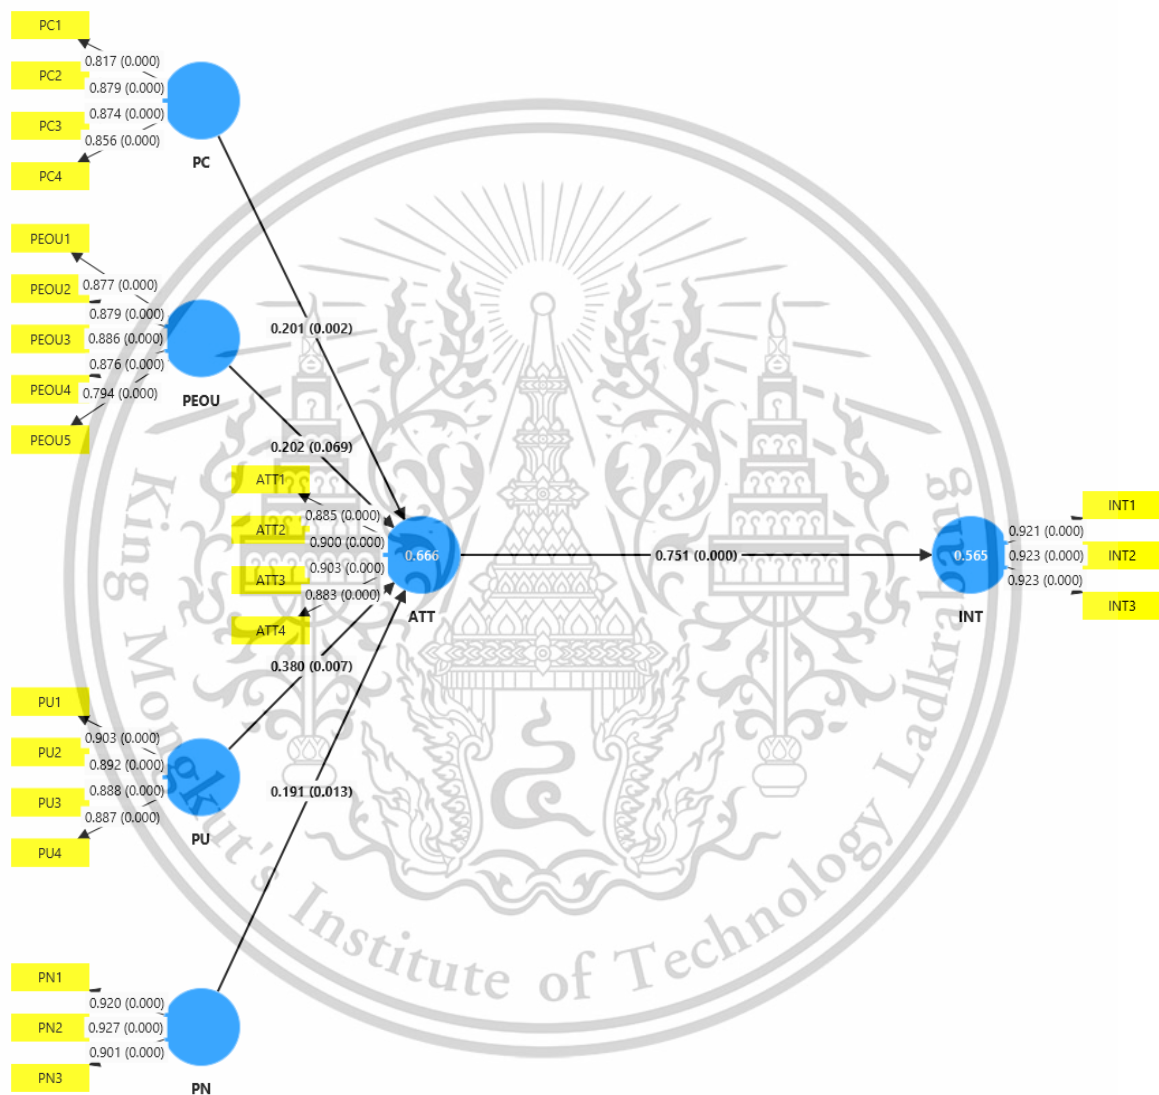 PC1
0.817 (0.000)
PC2
0.879 (0.000)
PC3
0.874 (0.000)
PC4
0.856 (0.000)
PC
PEOU1
0.877 (0.000)
PEOU2
0.879 (0.000)
PEOU3
0.886 (0.000)
PEOU4
0.876 (0.000)
PEOU5
0.794 (0.000)
PEOU
0.201 (0.002)
0.202 (0.069)
ATT1
0.885 (0.000)
ATT2
0.900 (0.000)
ATT3
0.903 (0.000)
ATT4
0.883 (0.000)
0.666
ATT
0.751 (0.000)
0.565
INT
INT1
0.921 (0.000)
INT2
0.923 (0.000)
INT3
0.923 (0.000)
0.380 (0.007)
0.191 (0.013)
PU1
0.903 (0.000)
PU2
0.892 (0.000)
PU3
0.888 (0.000)
PU4
0.887 (0.000)
PU
PN1
0.920 (0.000)
PN2
0.927 (0.000)
PN3
0.901 (0.000)
PN
King Mongkut's Institute of Technology Ladkrabang